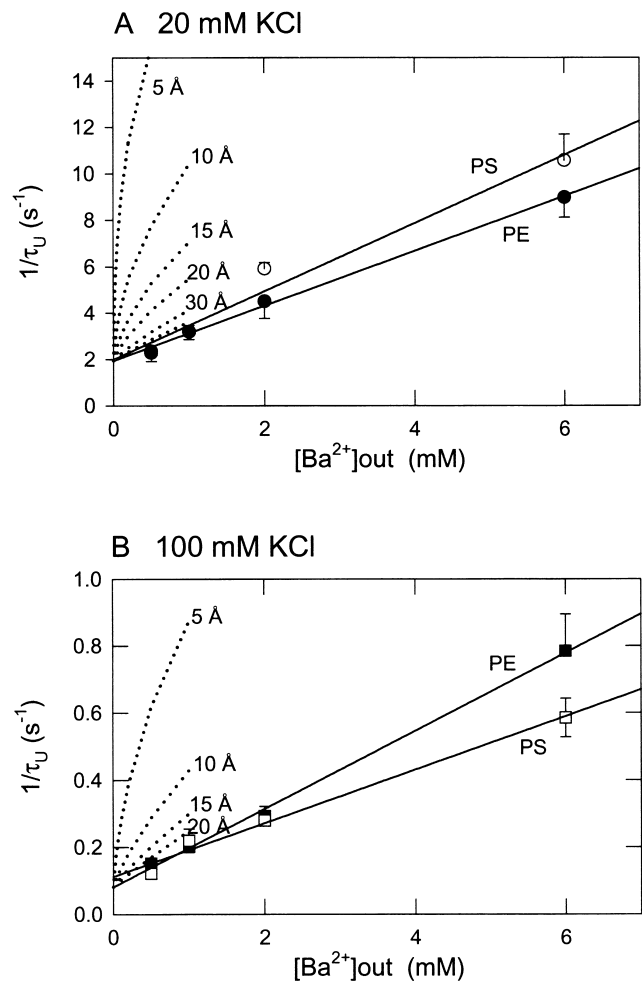 A 20 mM KCl
14
12
10
8
6
4
2
0
1/τU (s⁻¹)
5 Å
10 Å
15 Å
20 Å
30 Å
PS
PE
0 2 4 6
[Ba²⁺]out (mM)
B 100 mM KCl
1.0
0.8
0.6
0.4
0.2
0.0
1/τU (s⁻¹)
5 Å
10 Å
15 Å
20 Å
PE
PS
0 2 4 6
[Ba²⁺]out (mM)